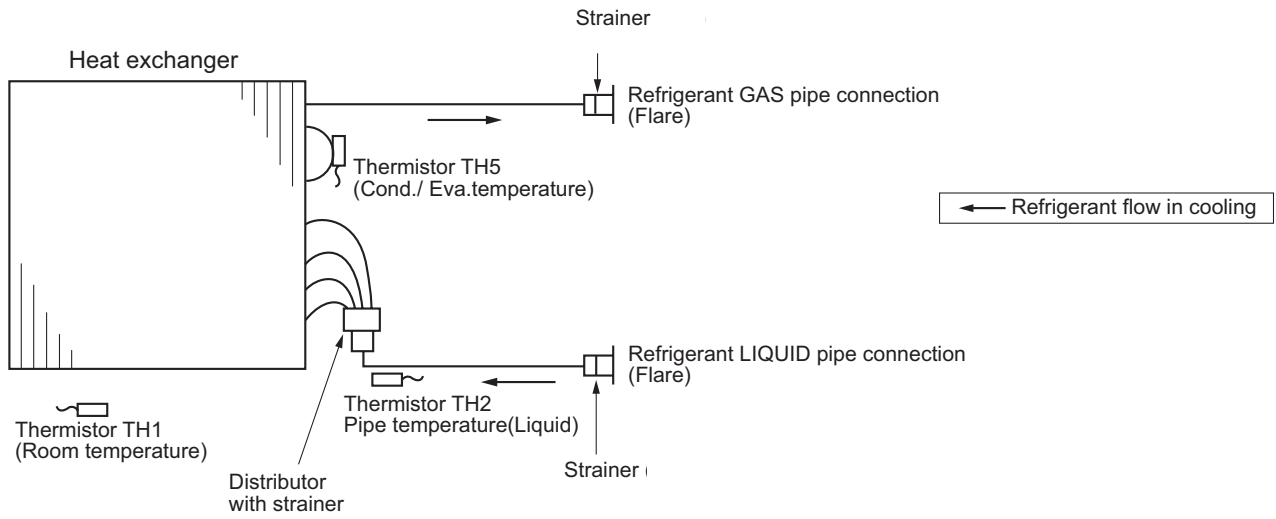 Strainer
Heat exchanger
Refrigerant GAS pipe connection
(Flare)
Thermistor TH5
(Cond./ Eva.temperature)
Refrigerant flow in cooling
Refrigerant LIQUID pipe connection
(Flare)
Thermistor TH2
Pipe temperature(Liquid)
Thermistor TH1
(Room temperature)
Strainer
Distributor
with strainer